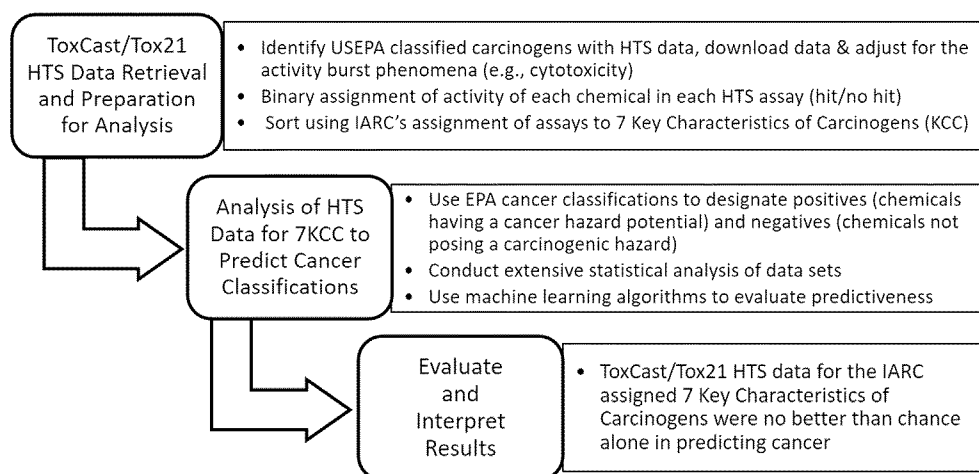 ToxCast/Tox21
HTS Data Retrieval
and Preparation
for Analysis
• Identify USEPA classified carcinogens with HTS data, download data & adjust for the
activity burst phenomena (e.g., cytotoxicity)
• Binary assignment of activity of each chemical in each HTS assay (hit/no hit)
• Sort using IARC's assignment of assays to 7 Key Characteristics of Carcinogens (KCC)
Analysis of HTS
Data for 7KCC to
Predict Cancer
Classifications
• Use EPA cancer classifications to designate positives (chemicals
having a cancer hazard potential) and negatives (chemicals not
posing a carcinogenic hazard)
• Conduct extensive statistical analysis of data sets
• Use machine learning algorithms to evaluate predictiveness
Evaluate
and
Interpret
Results
• ToxCast/Tox21 HTS data for the IARC
assigned 7 Key Characteristics of
Carcinogens were no better than chance
alone in predicting cancer